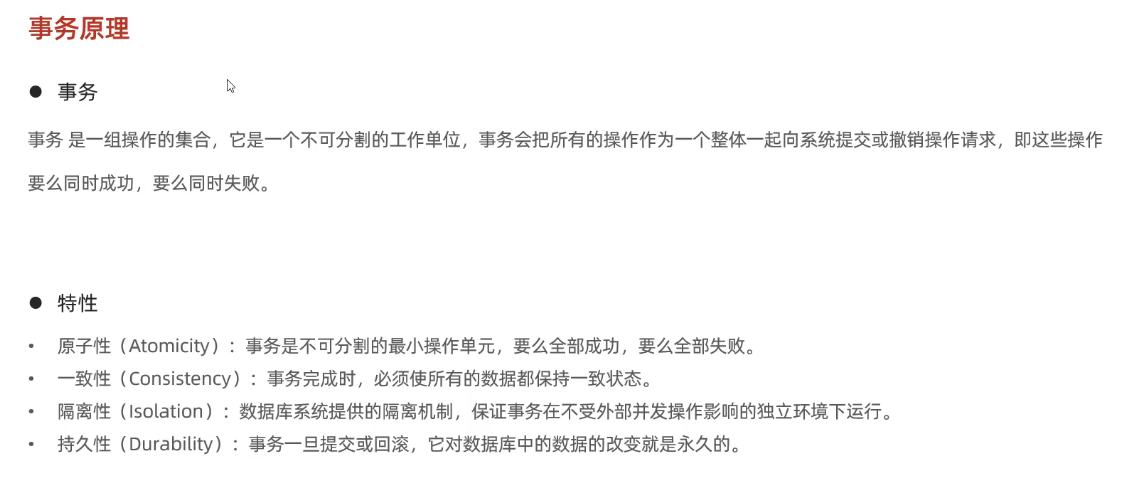 事务原理
● 事务
事务 是一组操作的集合，它是一个不可分割的工作单位，事务会把所有的操作作为一个整体一起向系统提交或撤销操作请求，即这些操作
要么同时成功，要么同时失败。
● 特性
• 原子性（Atomicity）：事务是不可分割的最小操作单元，要么全部成功，要么全部失败。
• 一致性（Consistency）：事务完成时，必须使所有的数据都保持一致状态。
• 隔离性（Isolation）：数据库系统提供的隔离机制，保证事务在不受外部并发操作影响的独立环境下运行。
• 持久性（Durability）：事务一旦提交或回滚，它对数据库中的数据的改变就是永久的。